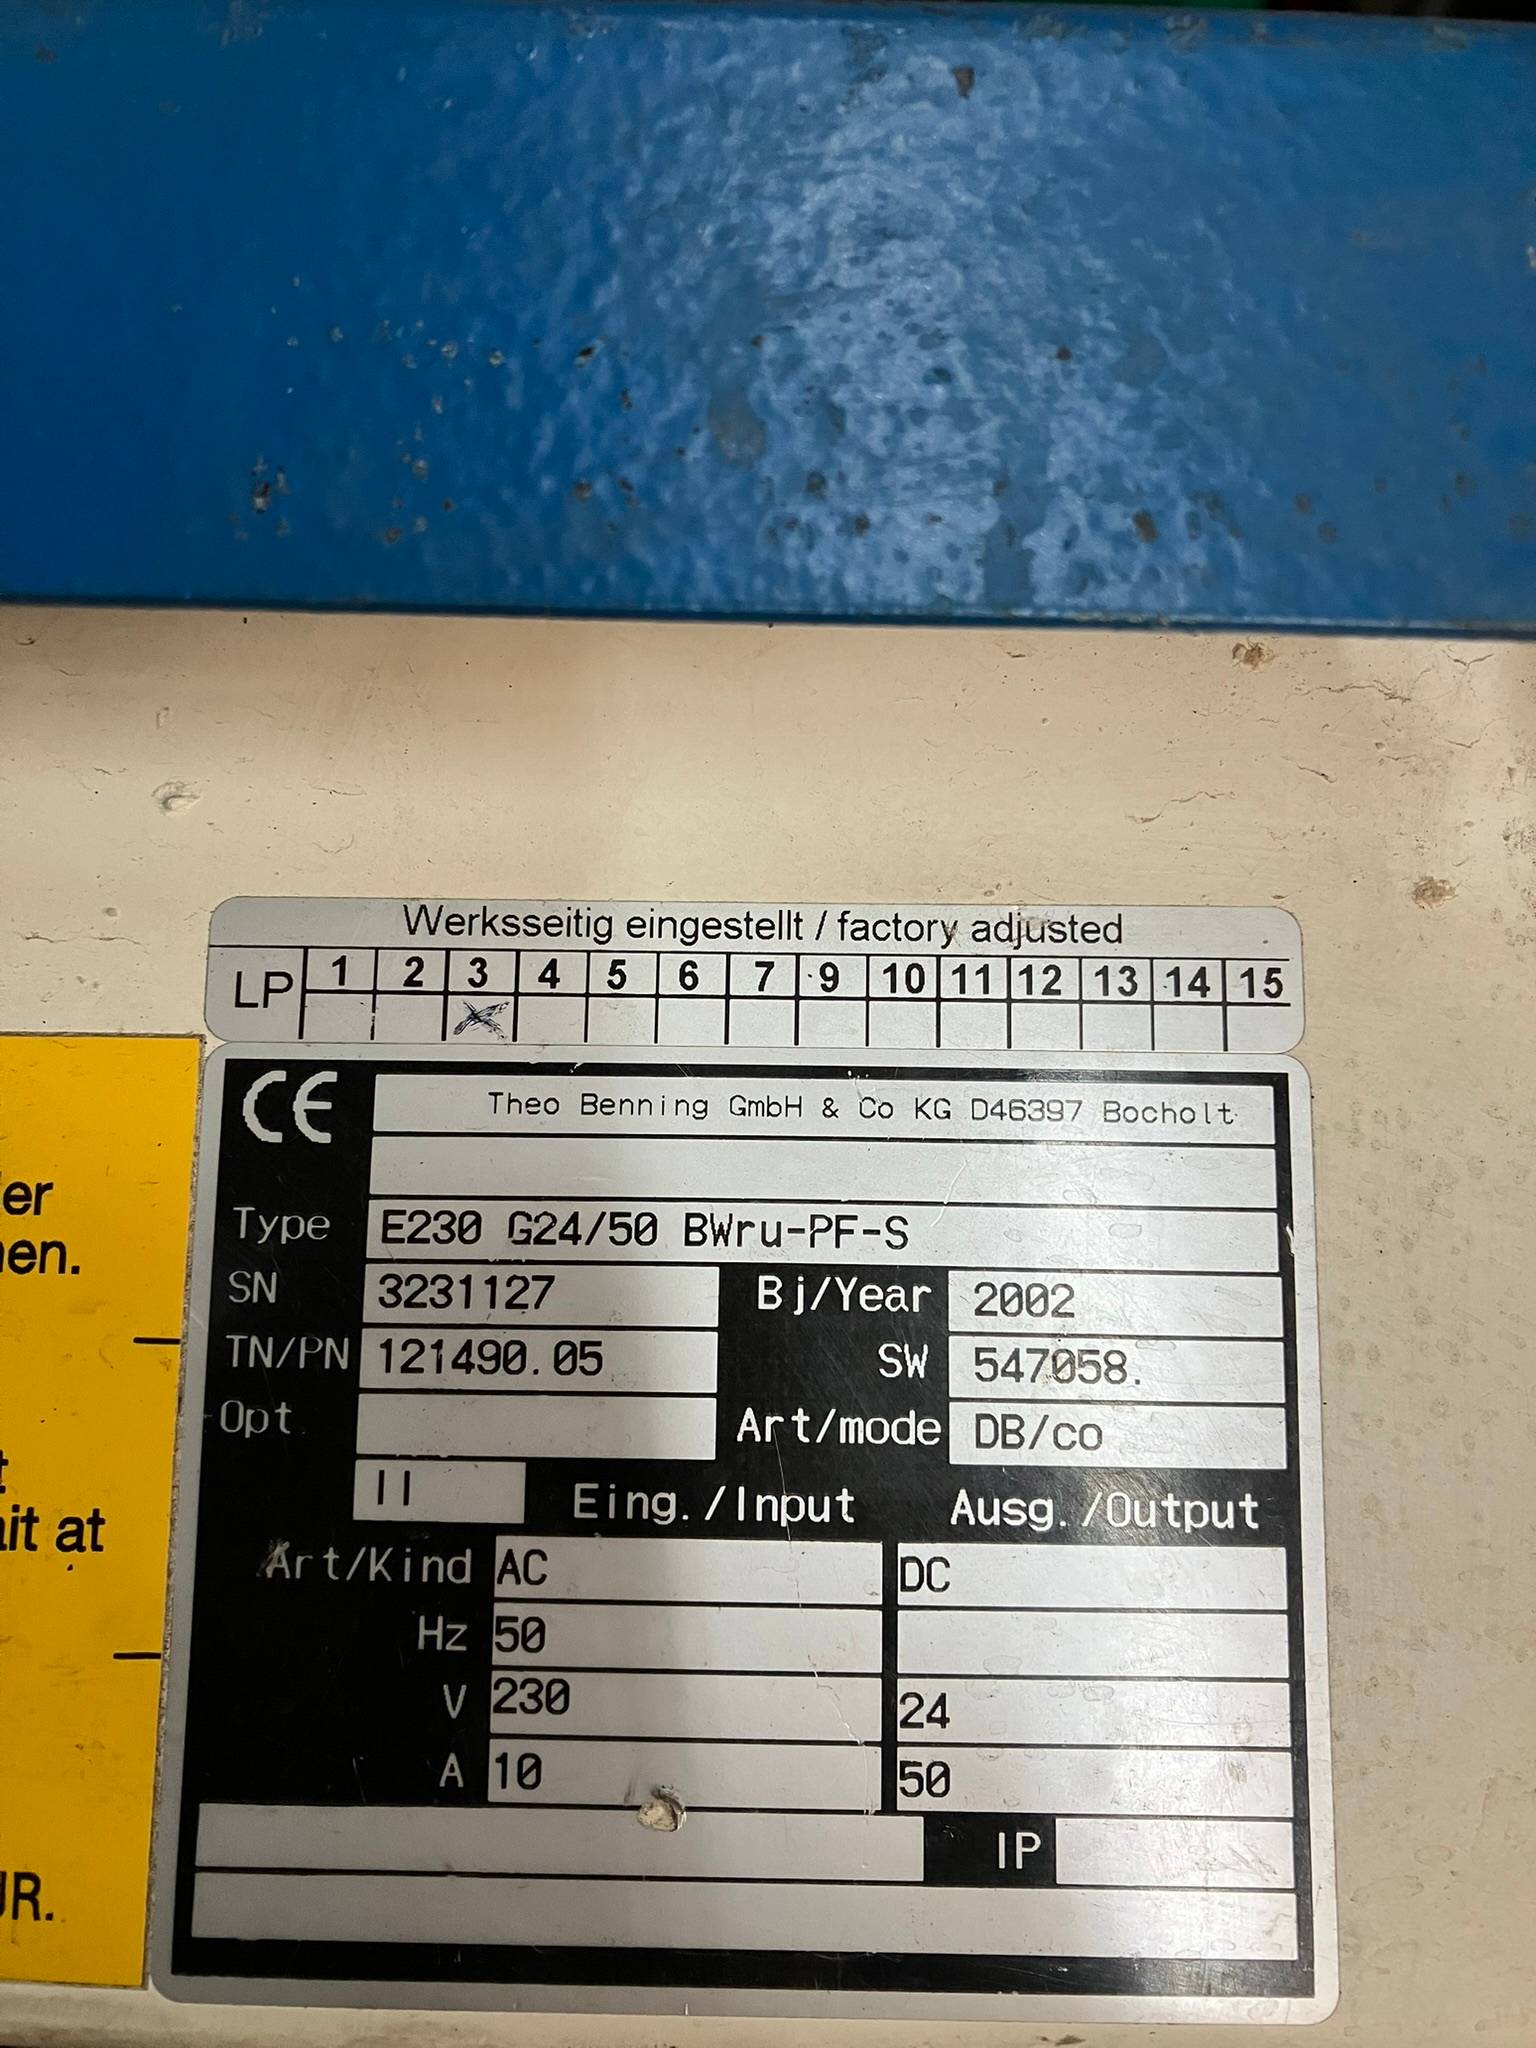 Werksseitig eingestellt / factory adjusted
LP 1 2 3 4 5 6 7 9 10 11 12 13 14 15
CE Theo Benning GmbH & Co KG D46397 Bocholt
Type E230 G24/50 BWru-PF-S
SN 3231127 Bj/Year 2002
TN/PN 121490.05 SW 547058.
Opt Art/mode DB/co
II Eing./Input Ausg./Output
Art/Kind AC DC
Hz 50
V 230 24
A 10 50
IP
er
en.
t
it at
R.